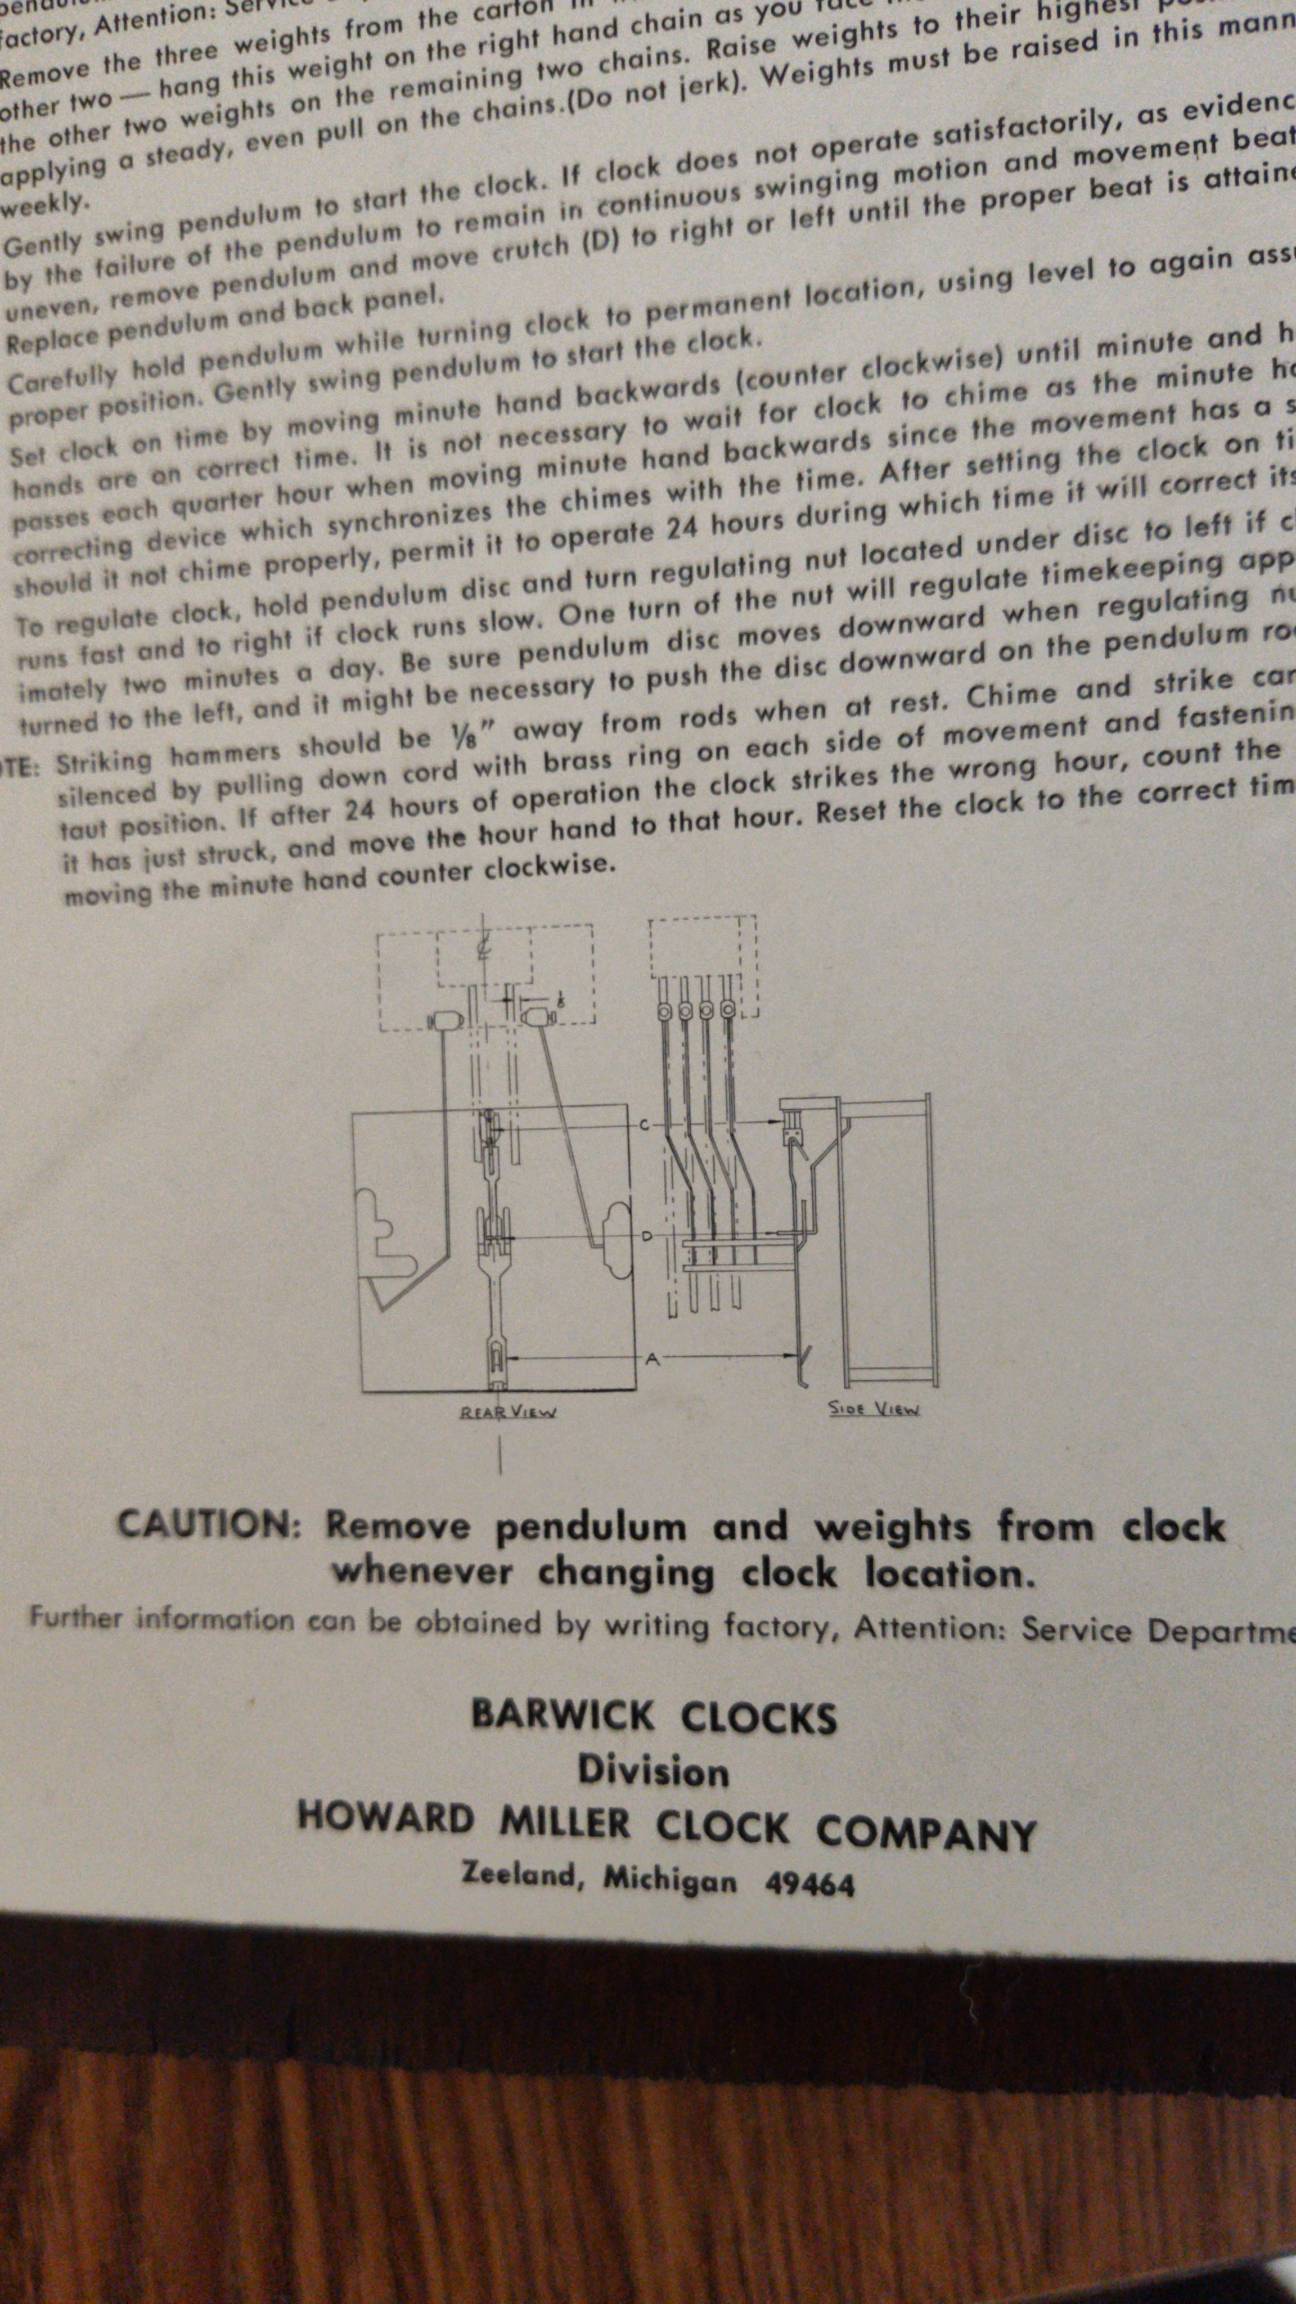 factory, Attention:
Remove the three weights from the carton
other two — hang this weight on the right hand chain as you
the other two weights on the remaining two chains. Raise weights to their highest
applying a steady, even pull on the chains.(Do not jerk). Weights must be raised in this mann
weekly.
Gently swing pendulum to start the clock. If clock does not operate satisfactorily, as evidenc
by the failure of the pendulum to remain in continuous swinging motion and movement beat
uneven, remove pendulum and move crutch (D) to right or left until the proper beat is attaine
Replace pendulum and back panel.
Carefully hold pendulum while turning clock to permanent location, using level to again ass
proper position. Gently swing pendulum to start the clock.
Set clock on time by moving minute hand backwards (counter clockwise) until minute and h
hands are on correct time. It is not necessary to wait for clock to chime as the minute ha
passes each quarter hour when moving minute hand backwards since the movement has a s
correcting device which synchronizes the chimes with the time. After setting the clock on ti
should it not chime properly, permit it to operate 24 hours during which time it will correct its
To regulate clock, hold pendulum disc and turn regulating nut located under disc to left if c
runs fast and to right if clock runs slow. One turn of the nut will regulate timekeeping app
imately two minutes a day. Be sure pendulum disc moves downward when regulating nu
turned to the left, and it might be necessary to push the disc downward on the pendulum ro
TE: Striking hammers should be ⅛" away from rods when at rest. Chime and strike can
silenced by pulling down cord with brass ring on each side of movement and fastenin
taut position. If after 24 hours of operation the clock strikes the wrong hour, count the
it has just struck, and move the hour hand to that hour. Reset the clock to the correct tim
moving the minute hand counter clockwise.
C
D
A
REAR VIEW
SIDE VIEW
CAUTION: Remove pendulum and weights from clock
whenever changing clock location.
Further information can be obtained by writing factory, Attention: Service Departme
BARWICK CLOCKS
Division
HOWARD MILLER CLOCK COMPANY
Zeeland, Michigan 49464